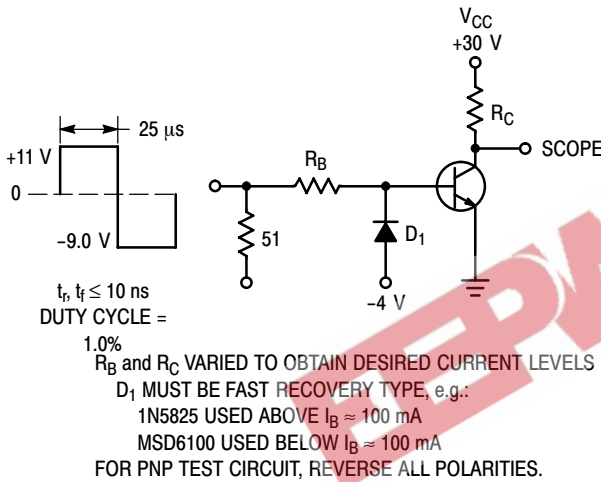 V_CC
+30 V
R_C
SCOPE
25 μs
+11 V
0
−9.0 V
R_B
51
D_1
−4 V
t_r, t_f ≤ 10 ns
DUTY CYCLE =
1.0%
R_B and R_C VARIED TO OBTAIN DESIRED CURRENT LEVELS
D_1 MUST BE FAST RECOVERY TYPE, e.g.:
1N5825 USED ABOVE I_B ≈ 100 mA
MSD6100 USED BELOW I_B ≈ 100 mA
FOR PNP TEST CIRCUIT, REVERSE ALL POLARITIES.